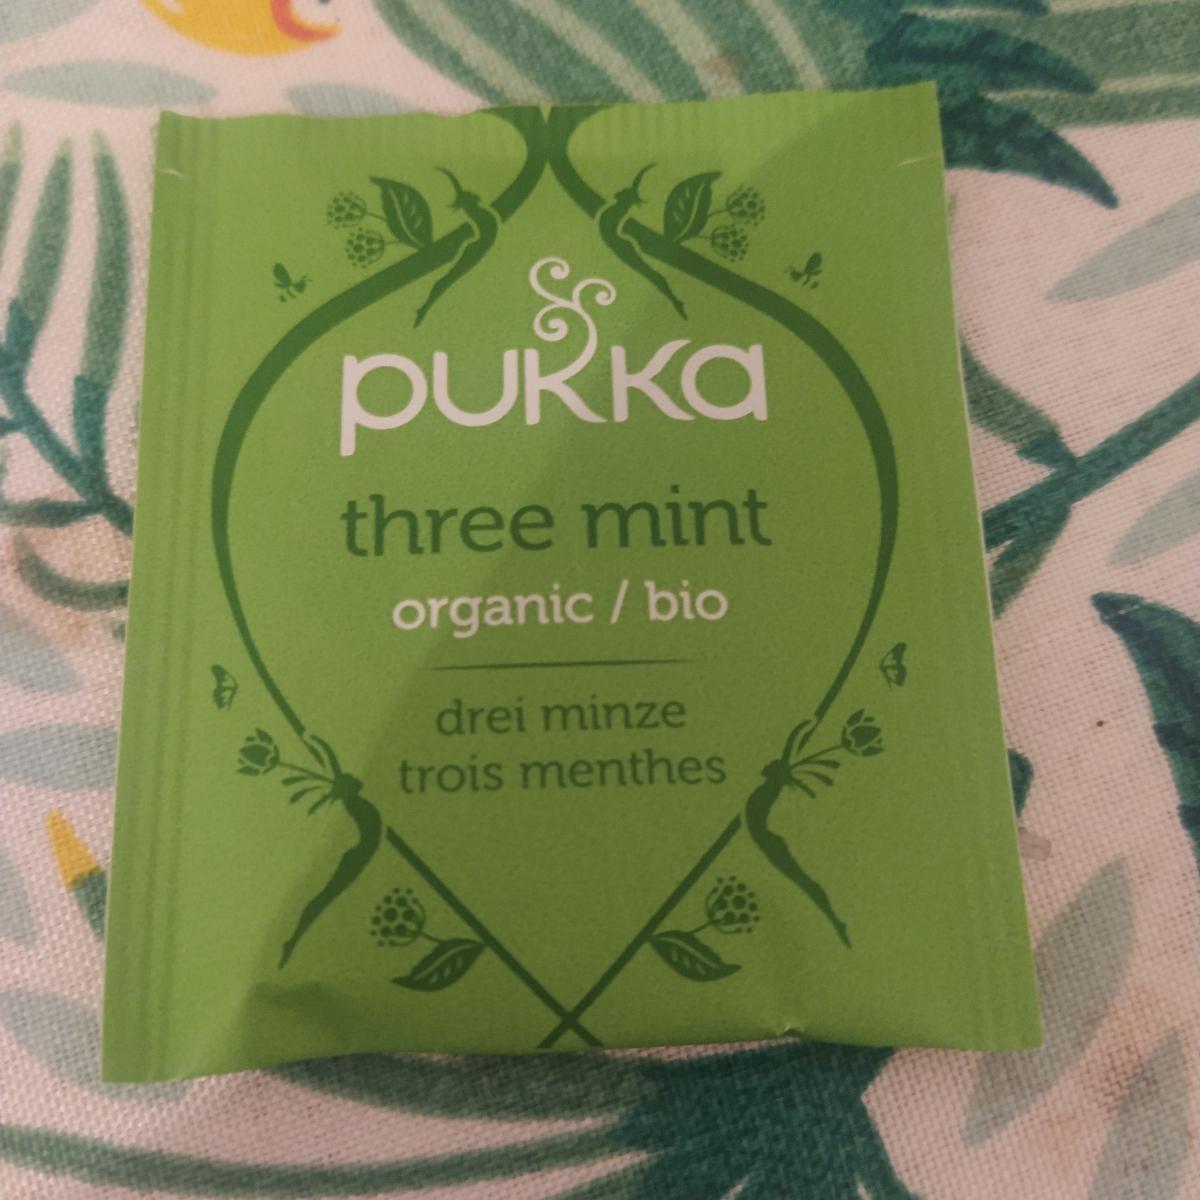 pukka
three mint
organic / bio
drei minze
trois menthes